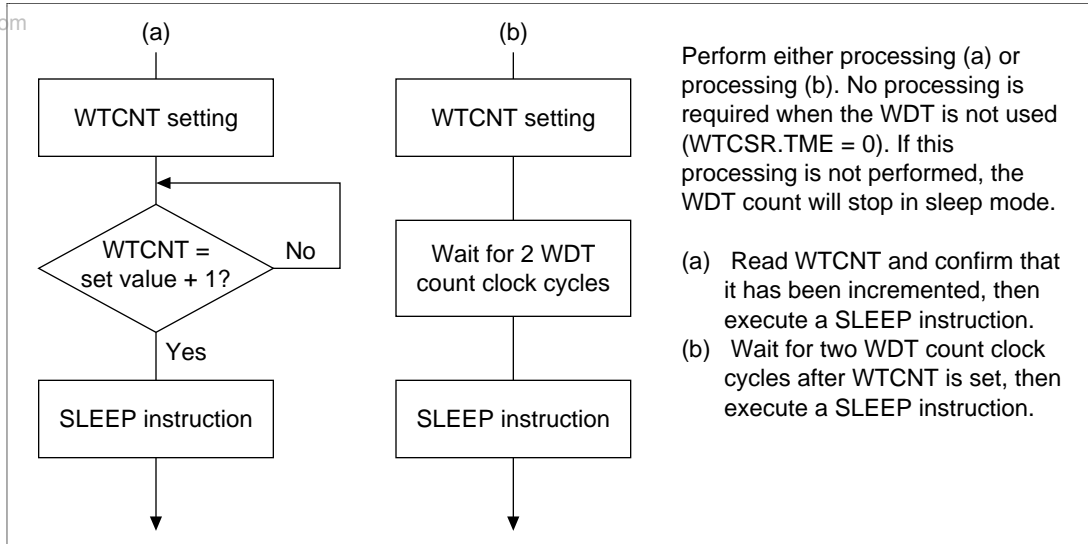 om
(a)
WTCNT setting
WTCNT =
set value + 1?
No
Yes
SLEEP instruction
(b)
WTCNT setting
Wait for 2 WDT
count clock cycles
SLEEP instruction
Perform either processing (a) or
processing (b). No processing is
required when the WDT is not used
(WTCSR.TME = 0). If this
processing is not performed, the
WDT count will stop in sleep mode.
(a) Read WTCNT and confirm that
it has been incremented, then
execute a SLEEP instruction.
(b) Wait for two WDT count clock
cycles after WTCNT is set, then
execute a SLEEP instruction.